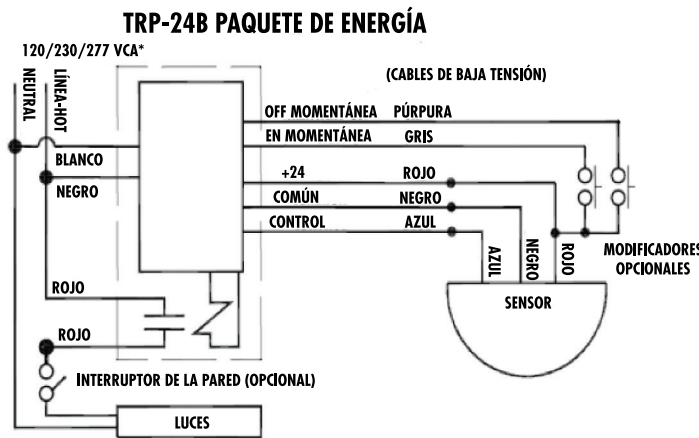 TRP-24B PAQUETE DE ENERGÍA
120/230/277 VCA*
NEUTRAL
LÍNEA-HOT
(CABLES DE BAJA TENSIÓN)
OFF MOMENTÁNEA PÚRPURA
EN MOMENTÁNEA GRIS
BLANCO
+24 ROJO
NEGRO
COMÚN NEGRO
CONTROL AZUL
AZUL
NEGRO
ROJO
MODIFICADORES
OPCIONALES
ROJO
SENSOR
ROJO
INTERRUPTOR DE LA PARED (OPCIONAL)
LUCES